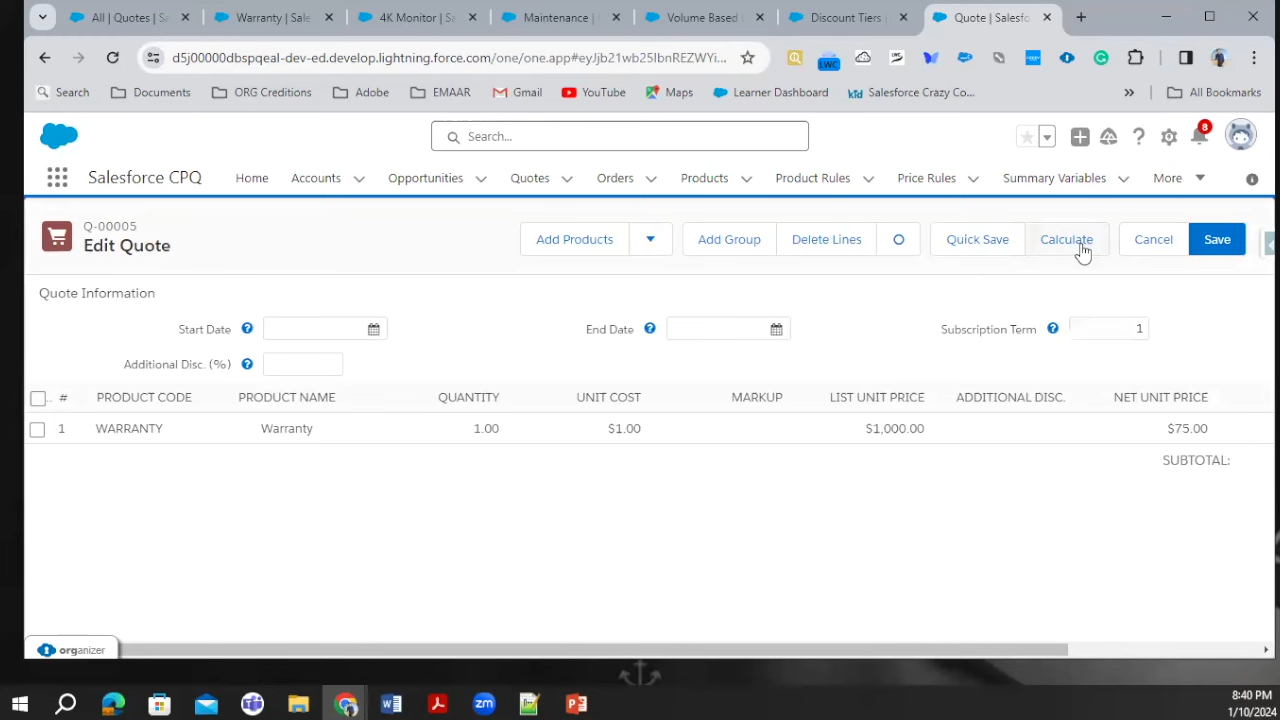 All | Quotes | Sa
Warranty | Sale
4K Monitor | Sa
Maintenance |
Volume Based
Discount Tiers |
Quote | Salesfo
d5j00000dbspqeal-dev-ed.develop.lightning.force.com/one/one.app#eyJjb21wb25lbnREZWYi...
LWC
Search
Documents
ORG Creditions
Adobe
EMAAR
Gmail
YouTube
Maps
Learner Dashboard
Salesforce Crazy Co...
»
All Bookmarks
Search...
8
Salesforce CPQ
Home
Accounts
Opportunities
Quotes
Orders
Products
Product Rules
Price Rules
Summary Variables
More
Q-00005
Edit Quote
Add Products
Add Group
Delete Lines
Quick Save
Calculate
Cancel
Save
Quote Information
Start Date
End Date
Subscription Term
1
Additional Disc. (%)
# PRODUCT CODE PRODUCT NAME QUANTITY UNIT COST MARKUP LIST UNIT PRICE ADDITIONAL DISC. NET UNIT PRICE
1 WARRANTY Warranty 1.00 $1.00 $1,000.00 $75.00
SUBTOTAL:
organizer
8:40 PM
1/10/2024